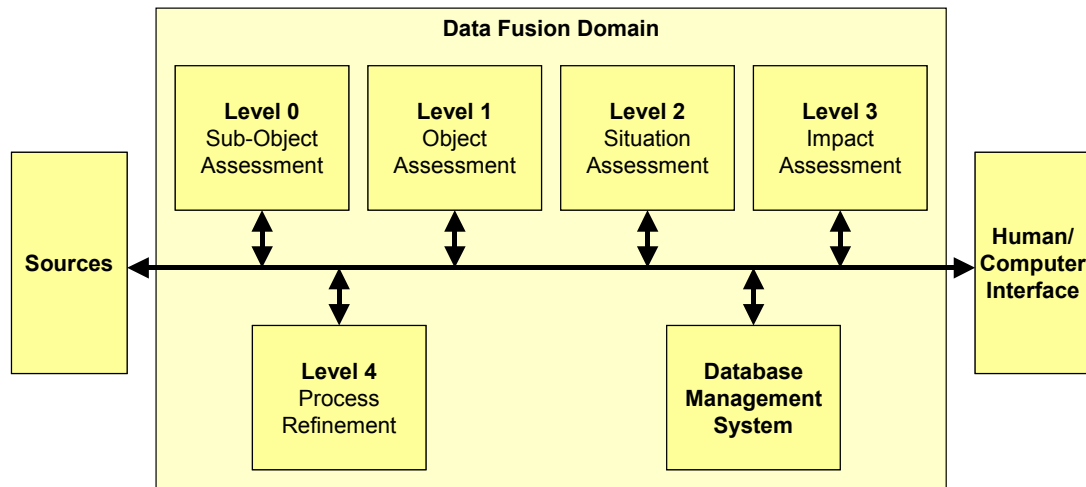 Data Fusion Domain
Level 0
Sub-Object
Assessment
Level 1
Object
Assessment
Level 2
Situation
Assessment
Level 3
Impact
Assessment
Sources
Human/
Computer
Interface
Level 4
Process
Refinement
Database
Management
System